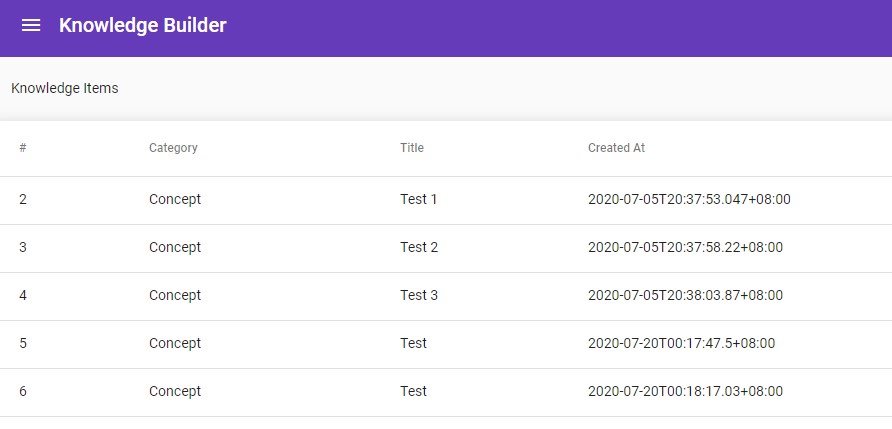 Knowledge Builder
Knowledge Items
# Category Title Created At
2 Concept Test 1 2020-07-05T20:37:53.047+08:00
3 Concept Test 2 2020-07-05T20:37:58.22+08:00
4 Concept Test 3 2020-07-05T20:38:03.87+08:00
5 Concept Test 2020-07-20T00:17:47.5+08:00
6 Concept Test 2020-07-20T00:18:17.03+08:00